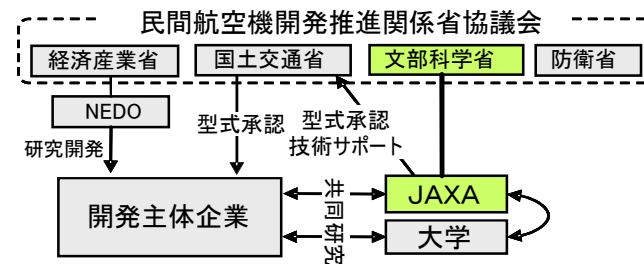 民間航空機開発推進関係省協議会
経済産業省
国土交通省
文部科学省
防衛省
NEDO
研究開発
型式承認
型式承認
技術サポート
開発主体企業
共同研究
JAXA
大学